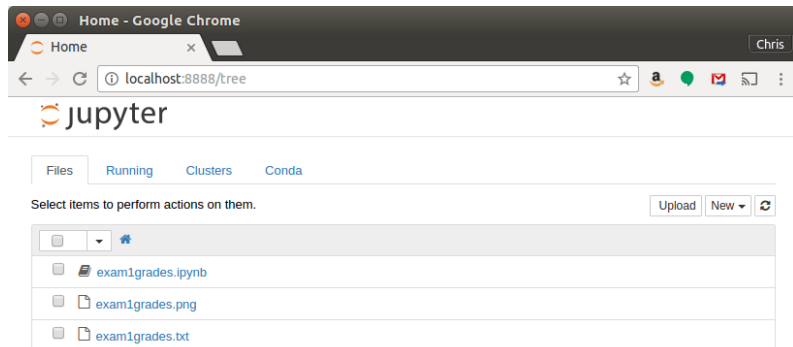 Home - Google Chrome
Home
Chris
localhost:8888/tree
jupyter
Files Running Clusters Conda
Select items to perform actions on them.
Upload New
exam1grades.ipynb
exam1grades.png
exam1grades.txt